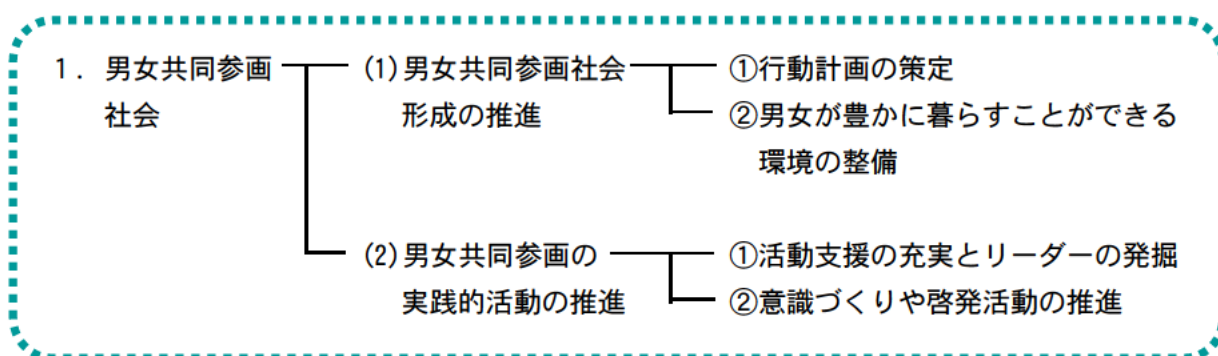 1．男女共同参画社会
(1)男女共同参画社会形成の推進
①行動計画の策定
②男女が豊かに暮らすことができる環境の整備
(2)男女共同参画の実践的活動の推進
①活動支援の充実とリーダーの発掘
②意識づくりや啓発活動の推進